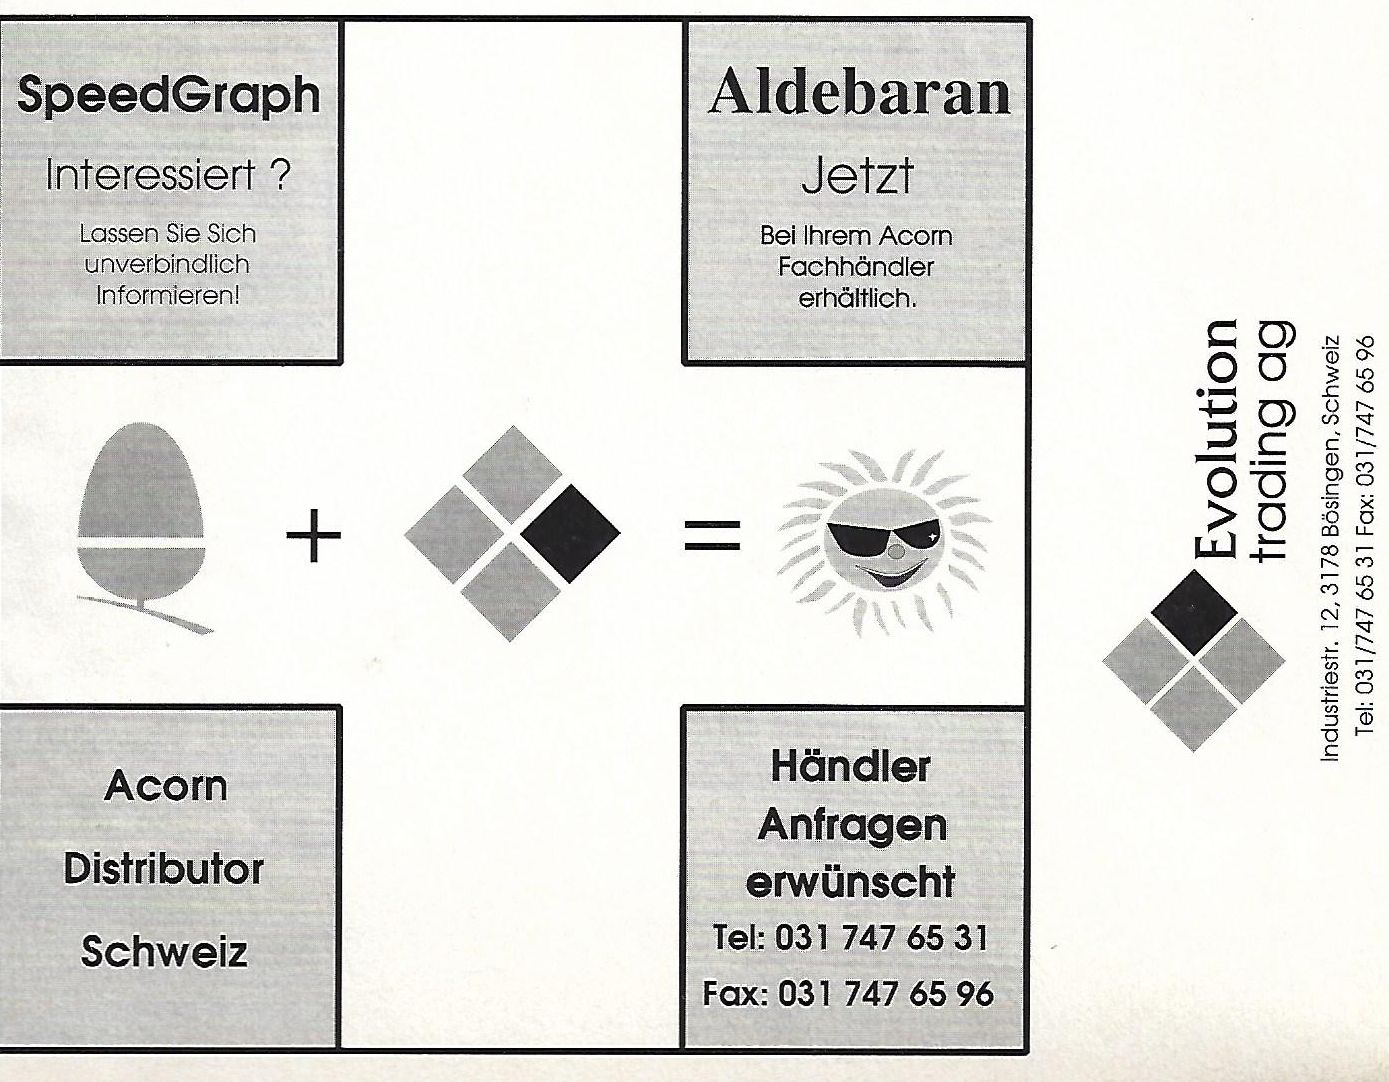 SpeedGraph
Interessiert ?
Lassen Sie Sich
unverbindlich
Informieren!
Aldebaran
Jetzt
Bei Ihrem Acorn
Fachhändler
erhältlich.
+
=
Acorn
Distributor
Schweiz
Händler
Anfragen
erwünscht
Tel: 031 747 65 31
Fax: 031 747 65 96
Evolution
trading ag
Industriestr. 12, 3178 Bösingen, Schweiz
Tel: 031/747 65 31 Fax: 031/747 65 96